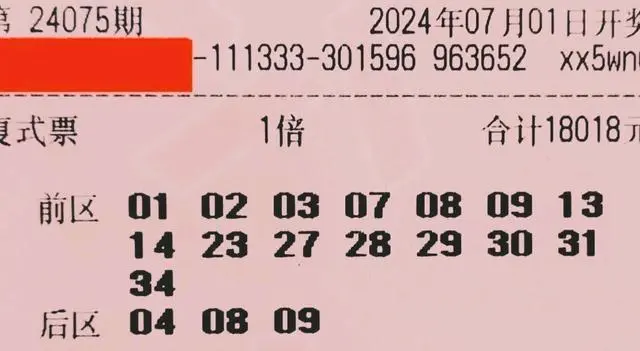 第 24075期 2024年07月01日开奖
-111333-301596 963652 xx5wn
复式票 1倍 合计18018元
前区 01 02 03 07 08 09 13
14 23 27 28 29 30 31
34
后区 04 08 09